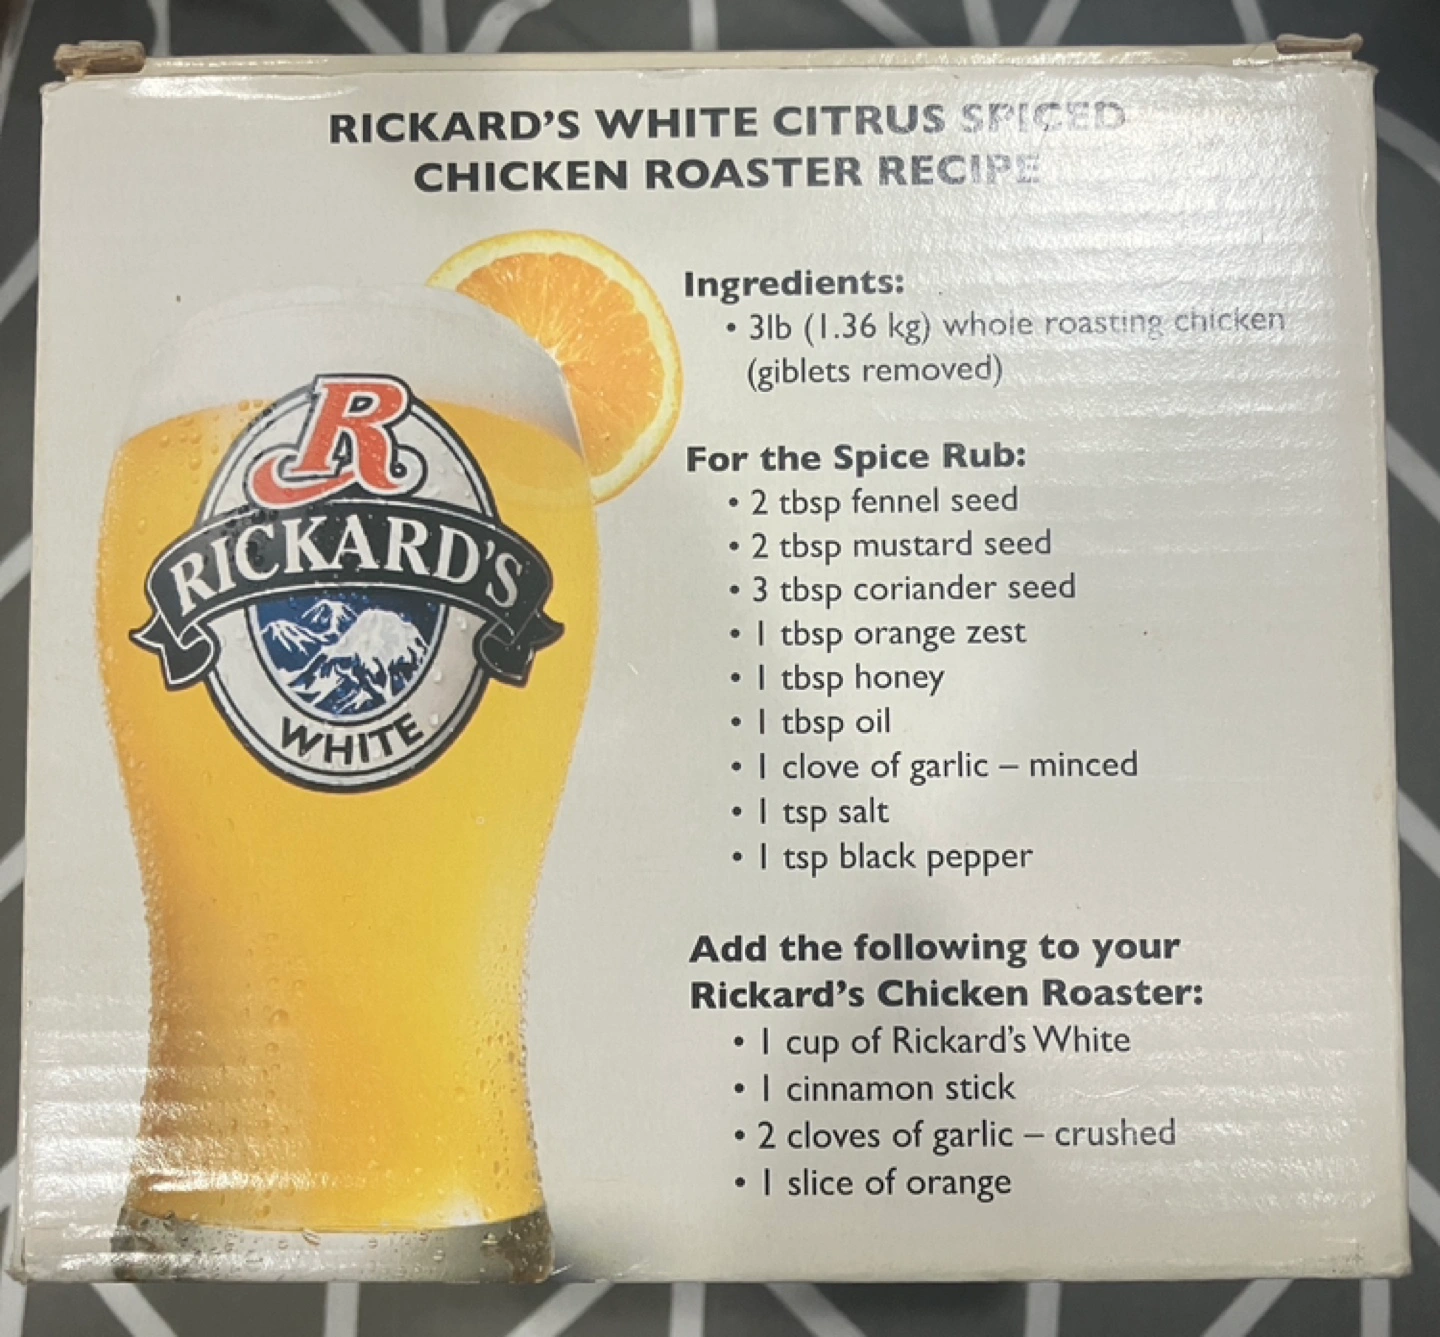 RICKARD'S WHITE CITRUS SPICED
CHICKEN ROASTER RECIPE
R
RICKARD'S
WHITE
Ingredients:
• 3lb (1.36 kg) whole roasting chicken
(giblets removed)
For the Spice Rub:
• 2 tbsp fennel seed
• 2 tbsp mustard seed
• 3 tbsp coriander seed
• 1 tbsp orange zest
• 1 tbsp honey
• 1 tbsp oil
• 1 clove of garlic – minced
• 1 tsp salt
• 1 tsp black pepper
Add the following to your
Rickard's Chicken Roaster:
• 1 cup of Rickard's White
• 1 cinnamon stick
• 2 cloves of garlic – crushed
• 1 slice of orange